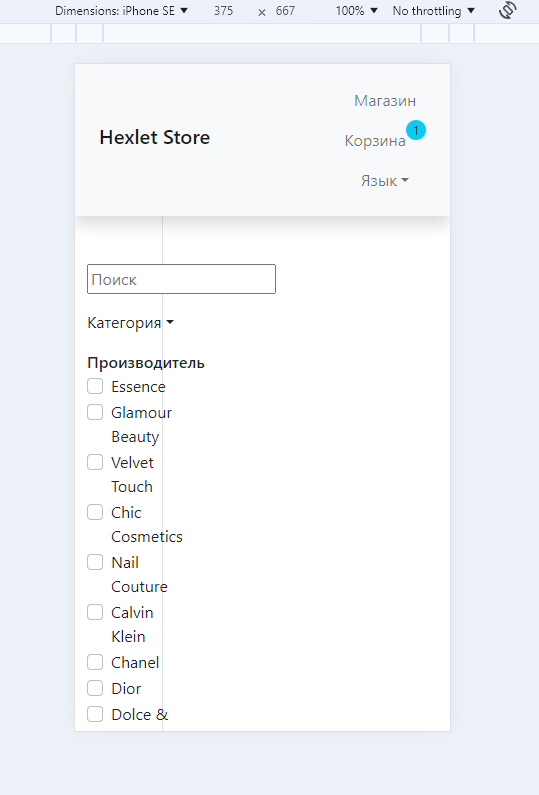 Dimensions: iPhone SE 375 × 667 100% No throttling
Магазин
Hexlet Store
Корзина 1
Язык
Поиск
Категория
Производитель
Essence
Glamour
Beauty
Velvet
Touch
Chic
Cosmetics
Nail
Couture
Calvin
Klein
Chanel
Dior
Dolce &